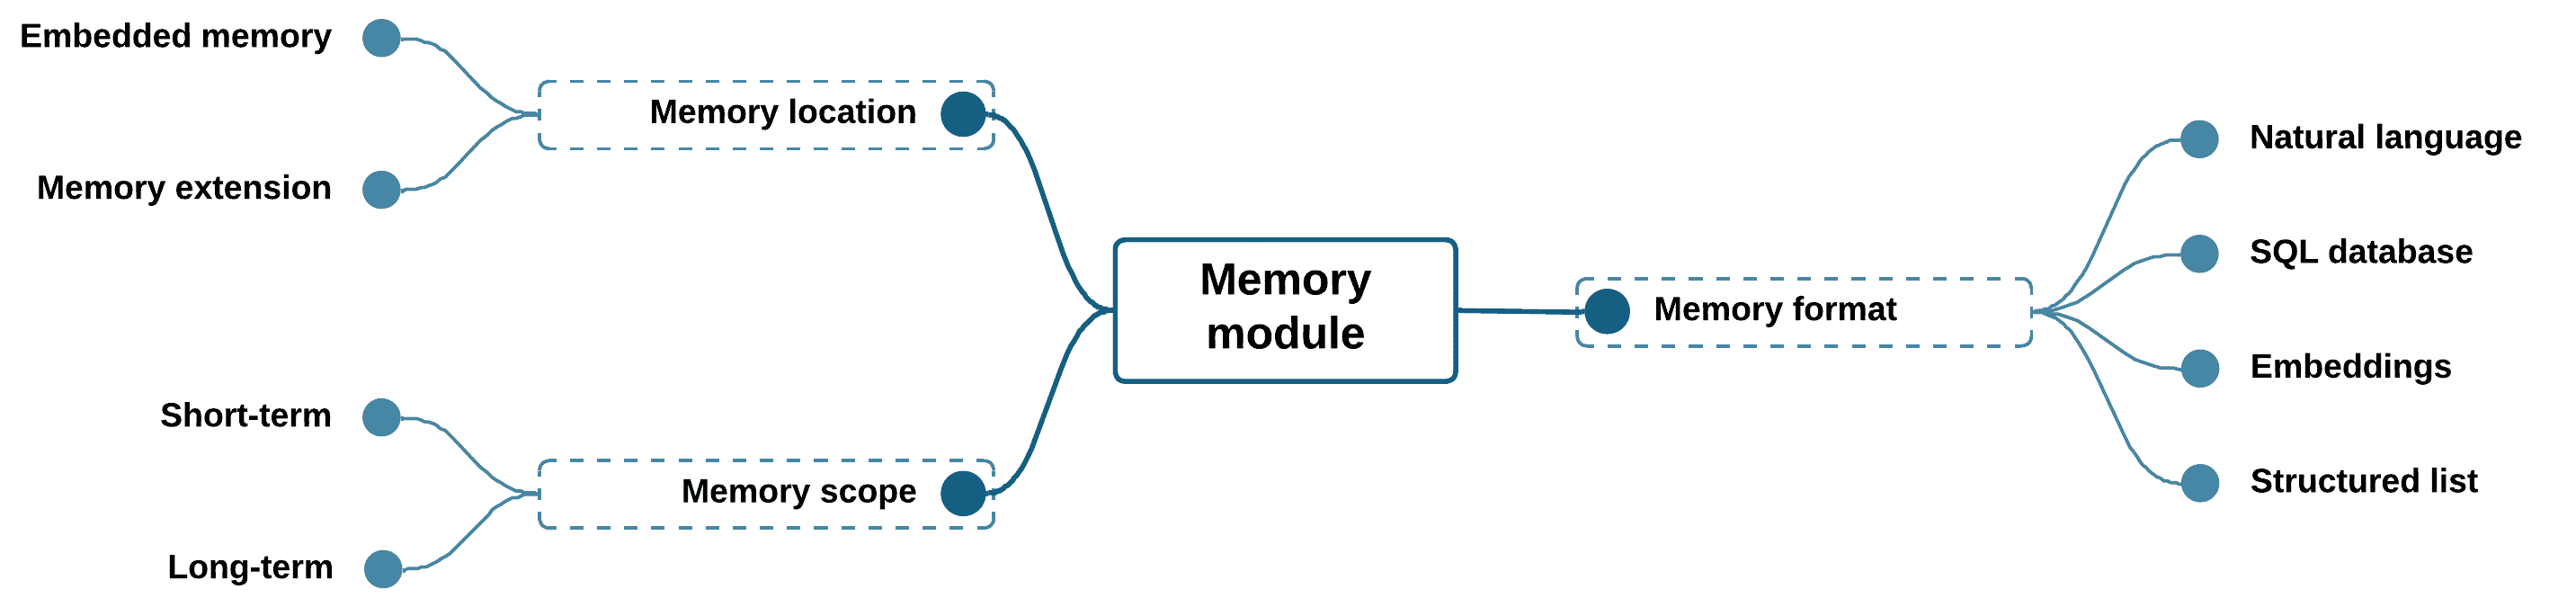 Embedded memory
Memory location
Memory extension
Short-term
Memory scope
Long-term
Memory
module
Memory format
Natural language
SQL database
Embeddings
Structured list